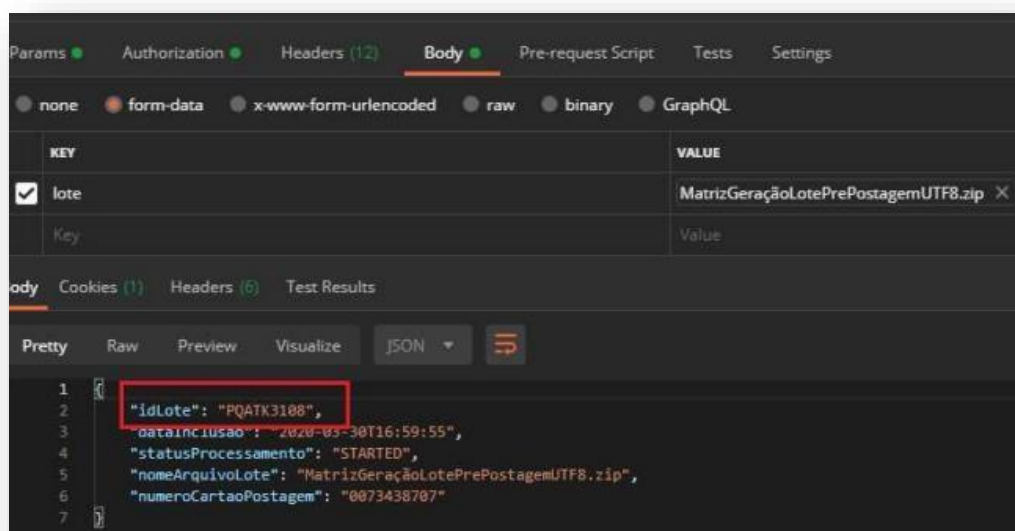 Params Authorization Headers (12) Body Pre-request Script Tests Settings
none form-data x-www-form-urlencoded raw binary GraphQL
KEY VALUE
lote MatrizGeraçãoLotePrePostagemUTF8.zip ×
Key Value
ody Cookies (1) Headers (6) Test Results
Pretty Raw Preview Visualize JSON
1 {
2 "idLote": "PQATK3108",
3 "dataInclusao": "2020-03-30T16:59:55",
4 "statusProcessamento": "STARTED",
5 "nomeArquivoLote": "MatrizGeraçãoLotePrePostagemUTF8.zip",
6 "numeroCartaoPostagem": "0073438707"
7 }